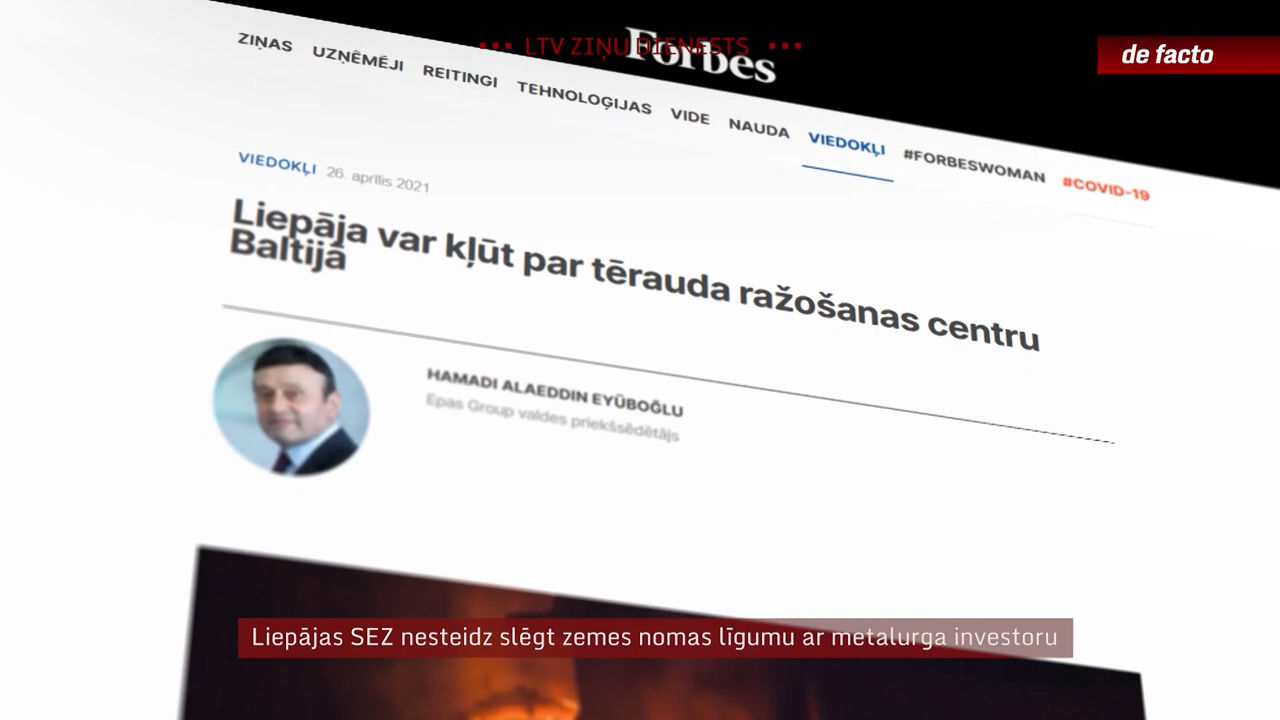 LTV ZIŅU DIENESTS
Forbes
de facto
ZIŅAS UZŅĒMĒJI REITINGI TEHNOLOĢIJAS VIDE NAUDA VIEDOKĻI #FORBESWOMAN #COVID-19
VIEDOKĻI 26. aprīlis 2021
Liepāja var kļūt par tērauda ražošanas centru
Baltijā
HAMADI ALAEDDIN EYÜBOĞLU
Epas Group valdes priekšsēdētājs
Liepājas SEZ nesteidz slēgt zemes nomas līgumu ar metalurga investoru